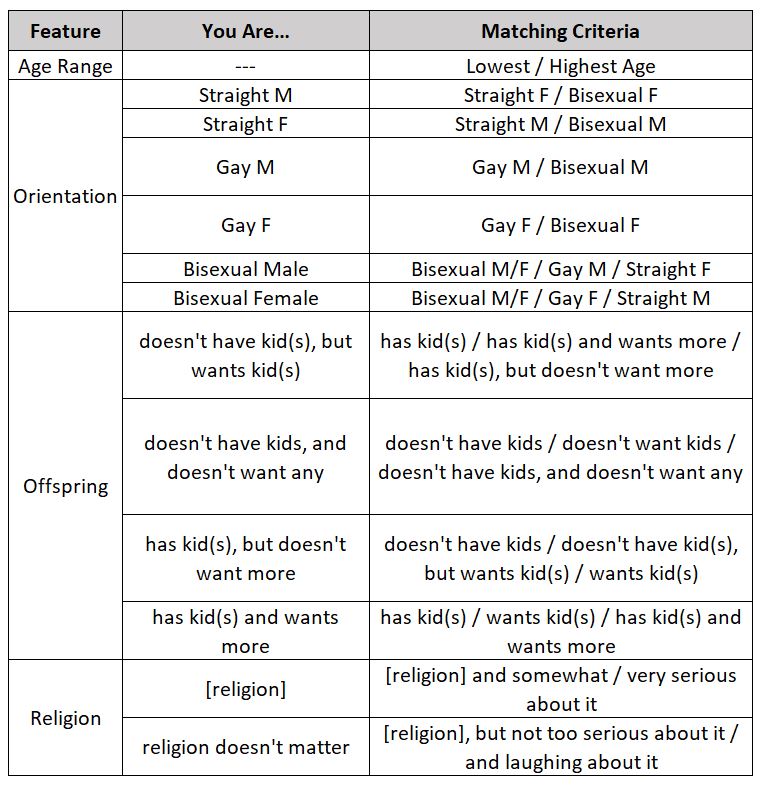 Feature You Are... Matching Criteria
Age Range --- Lowest / Highest Age
Orientation
Straight M Straight F / Bisexual F
Straight F Straight M / Bisexual M
Gay M Gay M / Bisexual M
Gay F Gay F / Bisexual F
Bisexual Male Bisexual M/F / Gay M / Straight F
Bisexual Female Bisexual M/F / Gay F / Straight M
Offspring
doesn't have kid(s), but
wants kid(s)
has kid(s) / has kid(s) and wants more /
has kid(s), but doesn't want more
doesn't have kids, and
doesn't want any
doesn't have kids / doesn't want kids /
doesn't have kids, and doesn't want any
has kid(s), but doesn't
want more
doesn't have kids / doesn't have kid(s),
but wants kid(s) / wants kid(s)
has kid(s) and wants
more
has kid(s) / wants kid(s) / has kid(s) and
wants more
Religion
[religion]
[religion] and somewhat / very serious
about it
religion doesn't matter
[religion], but not too serious about it /
and laughing about it